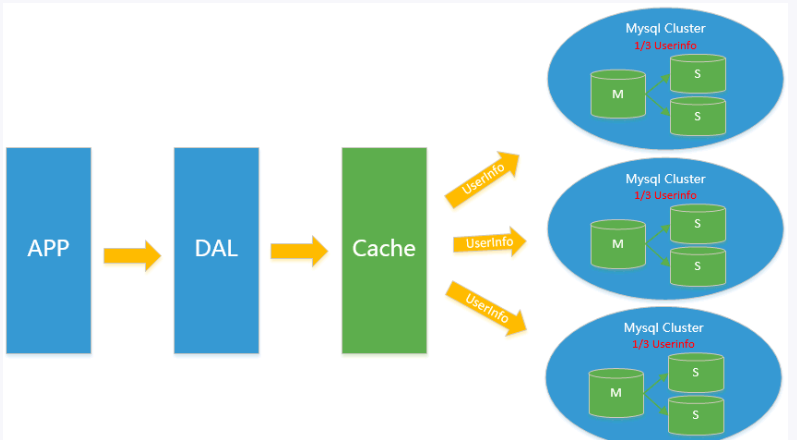 APP
DAL
Cache
UserInfo
UserInfo
UserInfo
Mysql Cluster
1/3 Userinfo
M
S
S
Mysql Cluster
1/3 Userinfo
M
S
S
Mysql Cluster
1/3 Userinfo
M
S
S